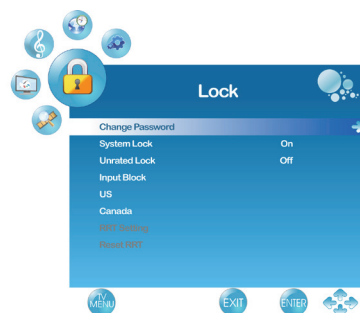 Lock
Change Password
System Lock On
Unrated Lock Off
Input Block
US
Canada
RRT Setting
Reset RRT
TV
MENU
EXIT
ENTER